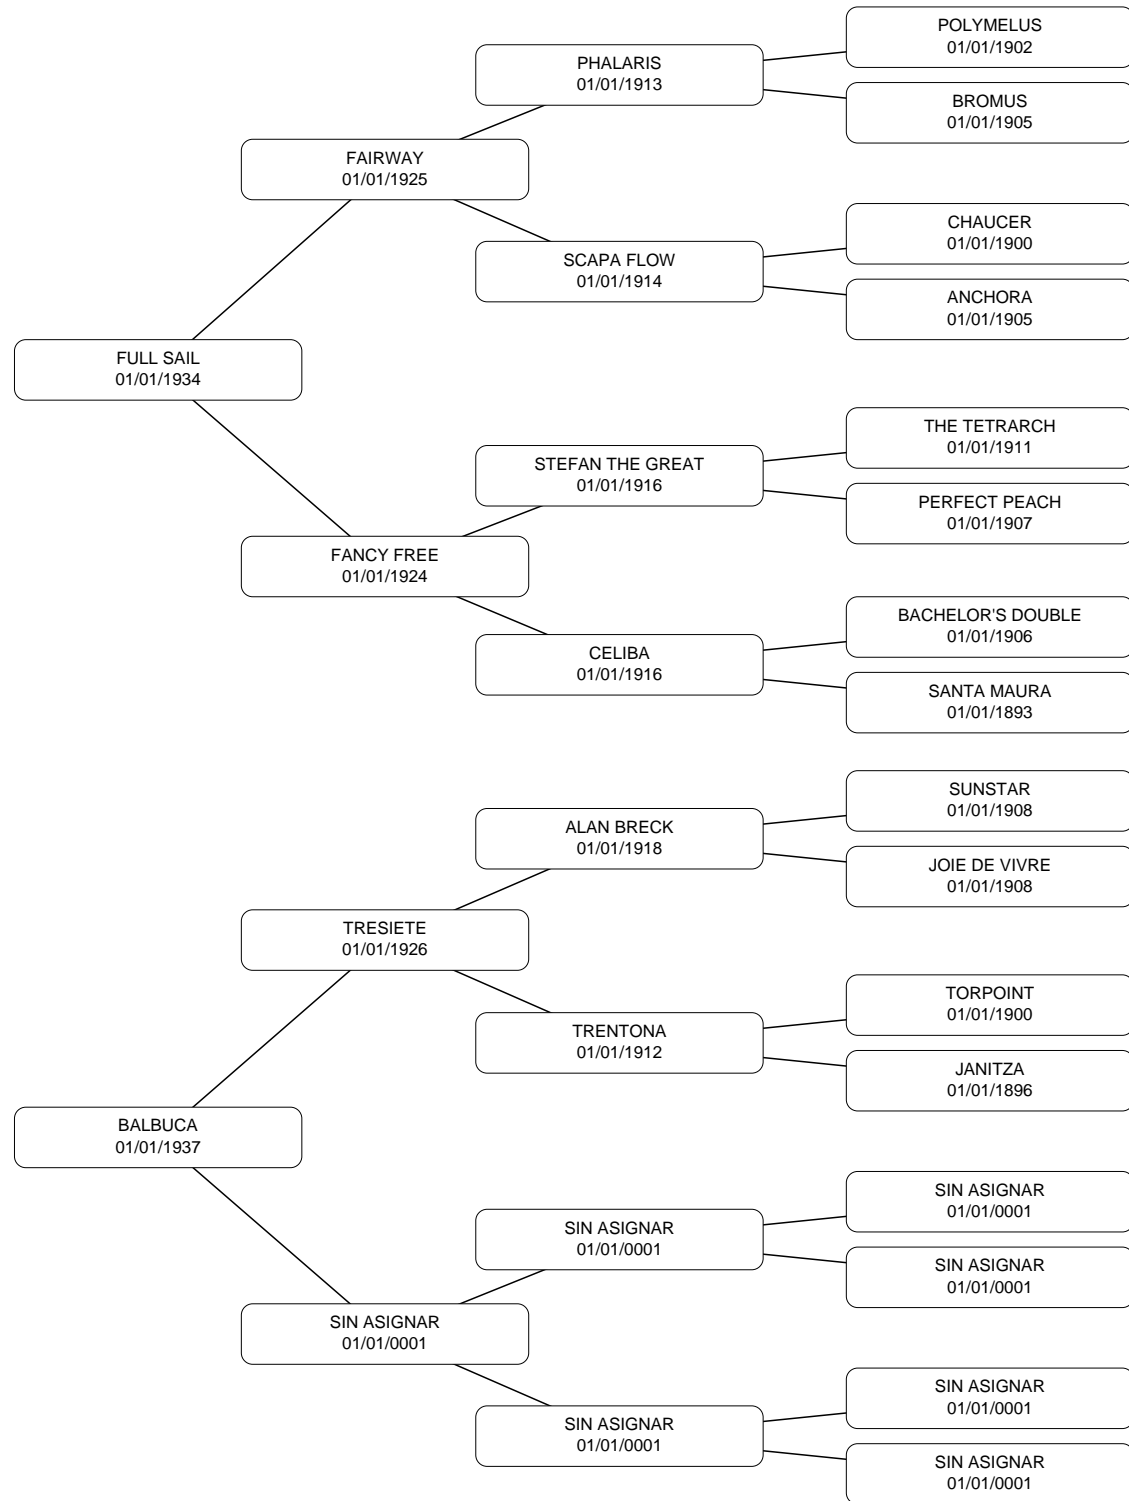 POLYMELUS
01/01/1902
PHALARIS
01/01/1913
BROMUS
01/01/1905
FAIRWAY
01/01/1925
CHAUCER
01/01/1900
SCAPA FLOW
01/01/1914
ANCHORA
01/01/1905
FULL SAIL
01/01/1934
THE TETRARCH
01/01/1911
STEFAN THE GREAT
01/01/1916
PERFECT PEACH
01/01/1907
FANCY FREE
01/01/1924
BACHELOR'S DOUBLE
01/01/1906
CELIBA
01/01/1916
SANTA MAURA
01/01/1893
SUNSTAR
01/01/1908
ALAN BRECK
01/01/1918
JOIE DE VIVRE
01/01/1908
TRESIETE
01/01/1926
TORPOINT
01/01/1900
TRENTONA
01/01/1912
JANITZA
01/01/1896
BALBUCA
01/01/1937
SIN ASIGNAR
01/01/0001
SIN ASIGNAR
01/01/0001
SIN ASIGNAR
01/01/0001
SIN ASIGNAR
01/01/0001
SIN ASIGNAR
01/01/0001
SIN ASIGNAR
01/01/0001
SIN ASIGNAR
01/01/0001